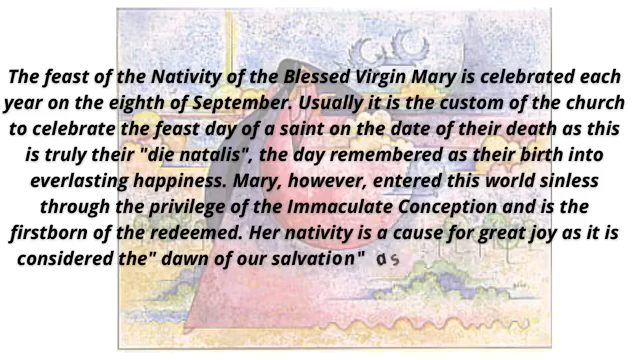 The feast of the Nativity of the Blessed Virgin Mary is celebrated each
year on the eighth of September. Usually it is the custom of the church
to celebrate the feast day of a saint on the date of their death as this
is truly their "die natalis", the day remembered as their birth into
everlasting happiness. Mary, however, entered this world sinless
through the privilege of the Immaculate Conception and is the
firstborn of the redeemed. Her nativity is a cause for great joy as it is
considered the" dawn of our salvation" as